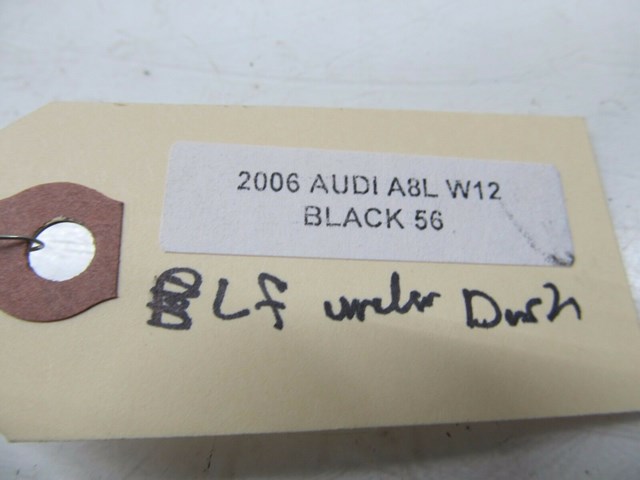 2006 AUDI A8L W12
BLACK 56
LF under Dash